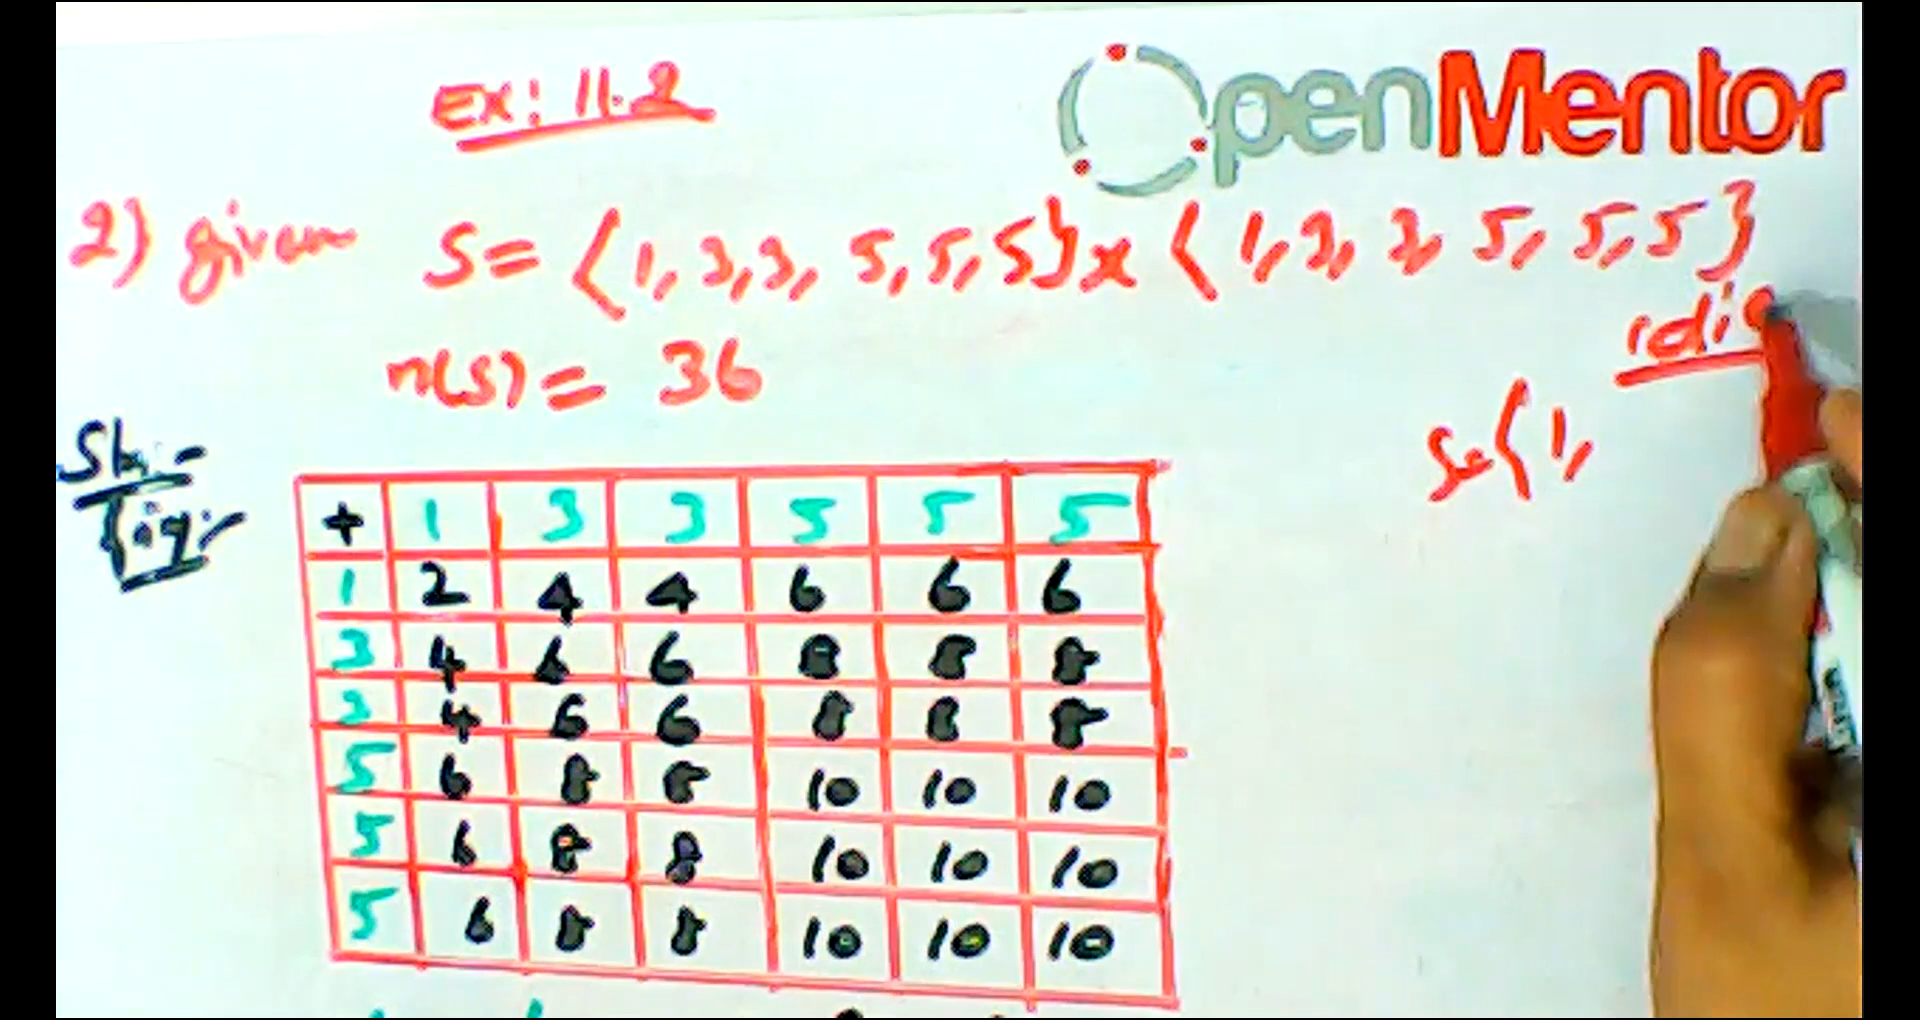 Ex: 11.2
OpenMentor
2) given S = {1, 3, 3, 5, 5, 5} x {1, 3, 3, 5, 5, 5}
1 die
n(S) = 36
S = {1,
+ 1 3 3 5 5 5
1 2 4 4 6 6 6
3 4 6 6 8 8 8
3 4 6 6 8 8 8
5 6 8 8 10 10 10
5 6 8 8 10 10 10
5 6 8 8 10 10 10